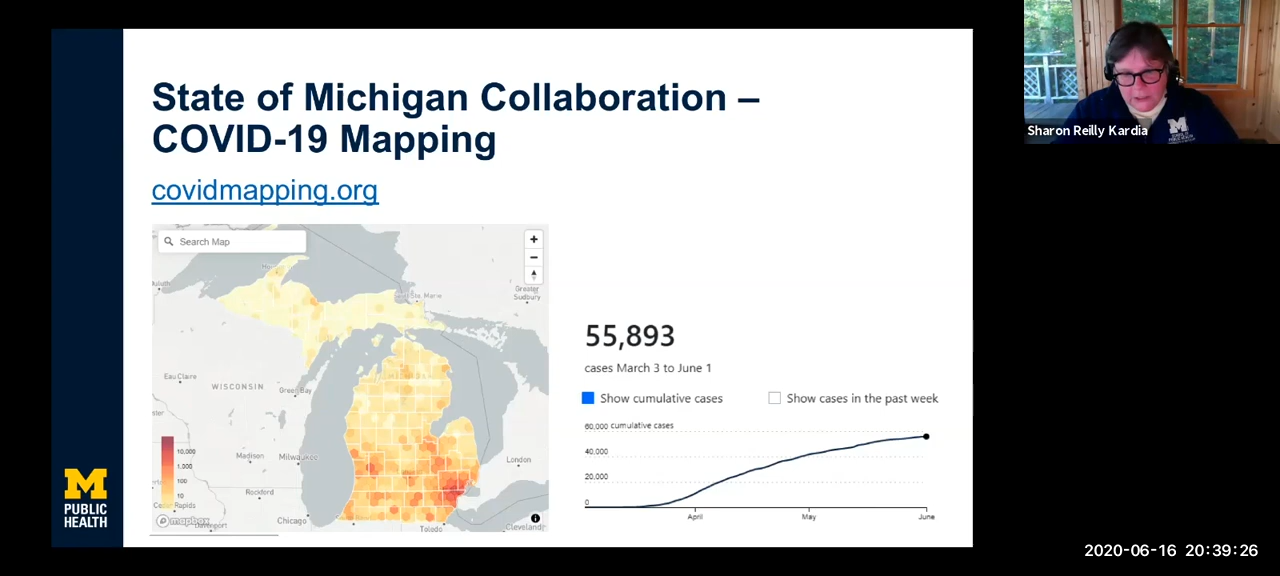 State of Michigan Collaboration –
COVID-19 Mapping
covidmapping.org
Search Map
Sault Ste. Marie
Greater
Sudbury
Eau Claire
WISCONSIN
Green Bay
Madison
Milwaukee
London
Rockford
Cedar Rapids
Chicago
Davenport
Toledo
Cleveland
10,000
1,000
100
10
mapbox
55,893
cases March 3 to June 1
Show cumulative cases
Show cases in the past week
60,000 cumulative cases
40,000
20,000
0
April
May
June
M
PUBLIC
HEALTH
Sharon Reilly Kardia
M
2020-06-16 20:39:26